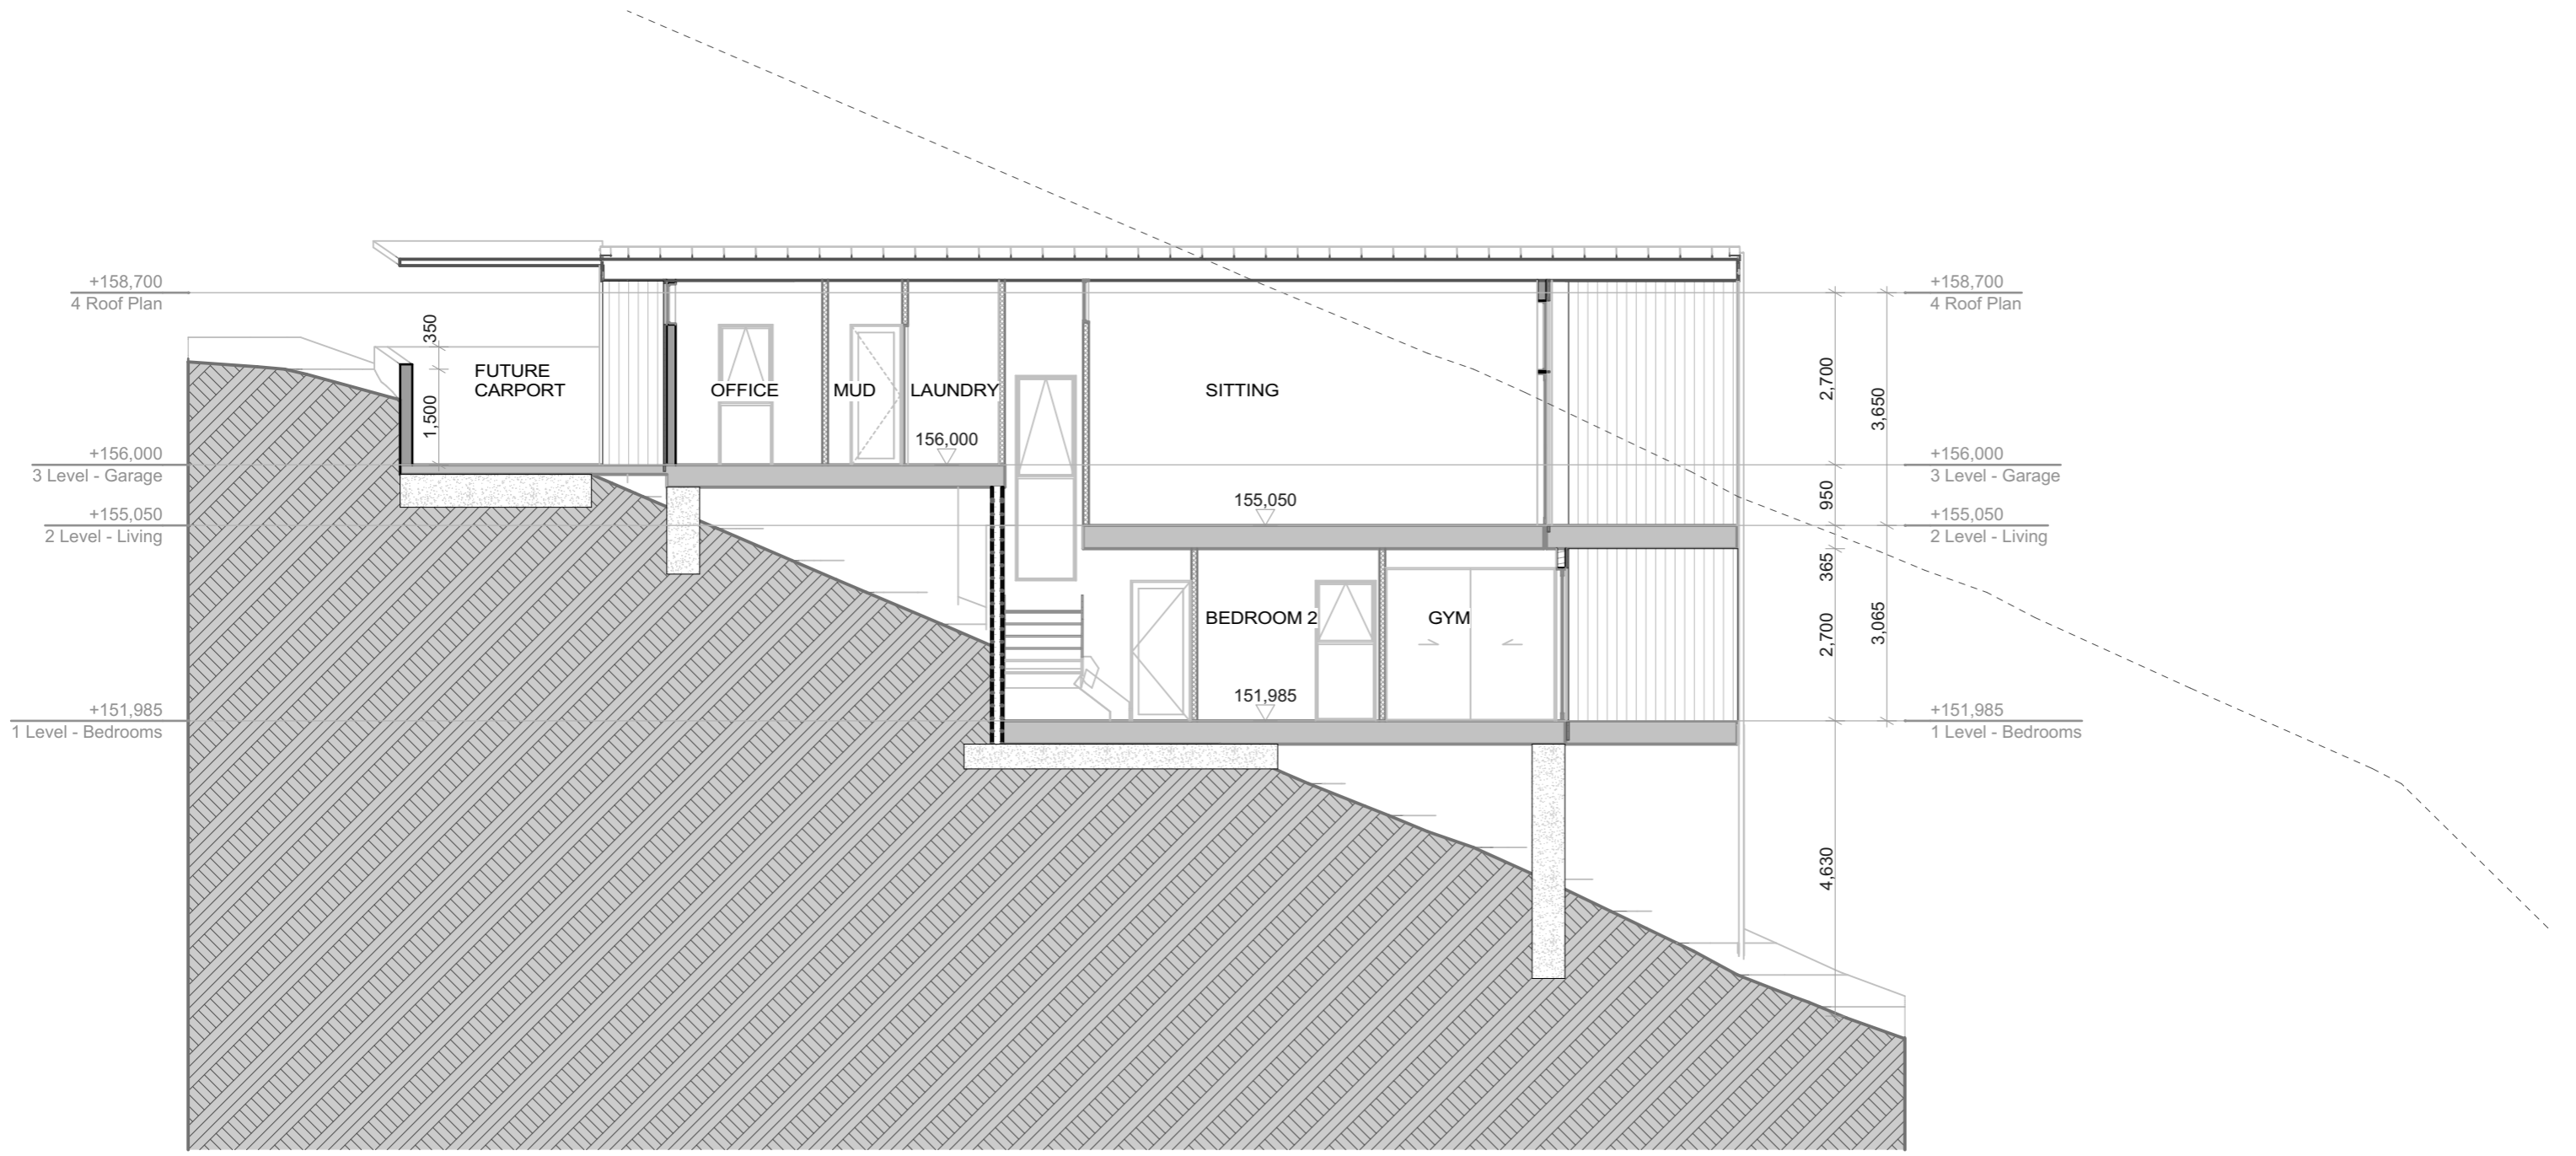 +158,700
4 Roof Plan
+158,700
4 Roof Plan
350
FUTURE
CARPORT
OFFICE
MUD
LAUNDRY
SITTING
2,700
3,650
1,500
156,000
+156,000
3 Level - Garage
+156,000
3 Level - Garage
155,050
950
+155,050
2 Level - Living
+155,050
2 Level - Living
365
BEDROOM 2
GYM
2,700
3,065
151,985
+151,985
1 Level - Bedrooms
+151,985
1 Level - Bedrooms
4,630